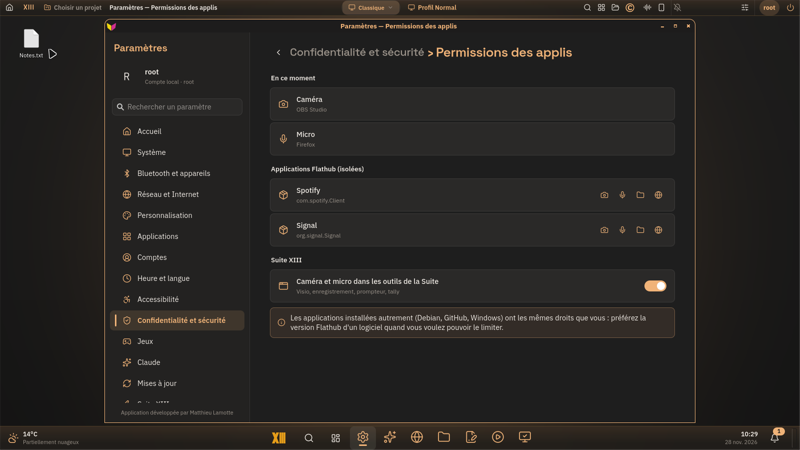 XIII
Choisir un projet
Paramètres — Permissions des applis
Classique
Profil Normal
root
Notes.txt
Paramètres — Permissions des applis
Paramètres
R
root
Compte local · root
Rechercher un paramètre
Accueil
Système
Bluetooth et appareils
Réseau et Internet
Personnalisation
Applications
Comptes
Heure et langue
Accessibilité
Confidentialité et sécurité
Jeux
Claude
Mises à jour
Application développée par Matthieu Lamotte
Confidentialité et sécurité > Permissions des applis
En ce moment
Caméra
OBS Studio
Micro
Firefox
Applications Flathub (isolées)
Spotify
com.spotify.Client
Signal
org.signal.Signal
Suite XIII
Caméra et micro dans les outils de la Suite
Visio, enregistrement, prompteur, tally
Les applications installées autrement (Debian, GitHub, Windows) ont les mêmes droits que vous : préférez la
version Flathub d'un logiciel quand vous voulez pouvoir le limiter.
14°C
Partiellement nuageux
XIII
10:29
28 nov. 2026
1